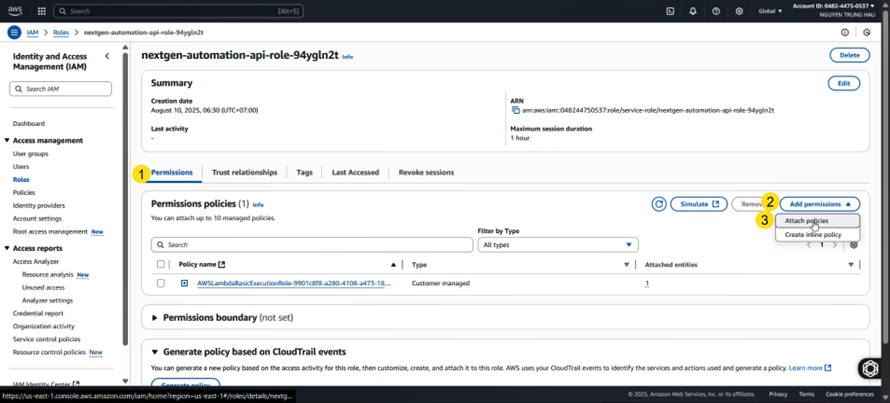 aws
Search
[Alt+S]
Global
Account ID: 0482-4475-0537
NGUYEN TRUNG HAU
IAM > Roles > nextgen-automation-api-role-94ygln2t
Identity and Access
Management (IAM)
Search IAM
Dashboard
Access management
User groups
Users
Roles
Policies
Identity providers
Account settings
Root access management New
Access reports
Access Analyzer
Resource analysis New
Unused access
Analyzer settings
Credential report
Organization activity
Service control policies
Resource control policies New
IAM Identity Center
nextgen-automation-api-role-94ygln2t Info
Delete
Summary
Edit
Creation date
August 10, 2025, 06:30 (UTC+07:00)
ARN
arn:aws:iam::048244750537:role/service-role/nextgen-automation-api-role-94ygln2t
Last activity
-
Maximum session duration
1 hour
1 Permissions
Trust relationships
Tags
Last Accessed
Revoke sessions
Permissions policies (1) Info
You can attach up to 10 managed policies.
Simulate
Remov
2 Add permissions
3 Attach policies
Create inline policy
Filter by Type
Search
All types
1
Policy name
Type
Attached entities
AWSLambdaBasicExecutionRole-9901c8f8-a280-4108-a473-18...
Customer managed
1
Permissions boundary (not set)
Generate policy based on CloudTrail events
You can generate a new policy based on the access activity for this role, then customize, create, and attach it to this role. AWS uses your CloudTrail events to identify the services and actions used and generate a policy. Learn more
Generate policy
https://us-east-1.console.aws.amazon.com/iam/home?region=us-east-1#/roles/details/nextg...
© 2025, Amazon Web Services, Inc. or its affiliates.
Privacy
Terms
Cookie preferences